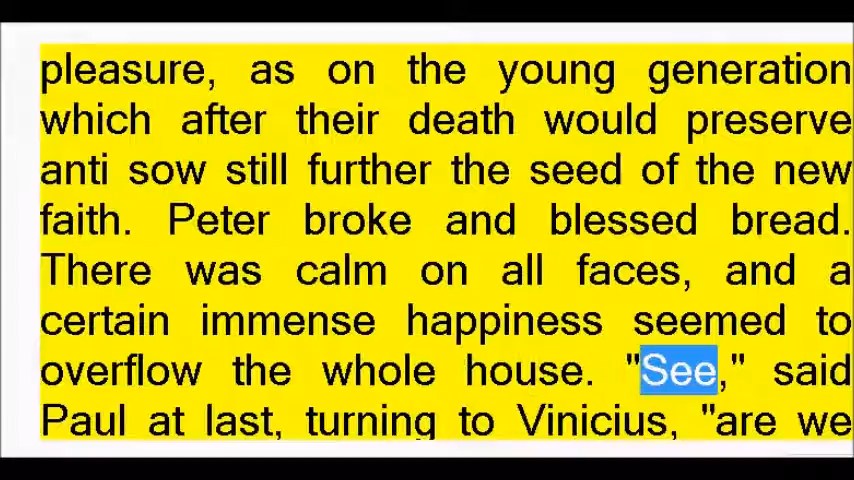 pleasure, as on the young generation
which after their death would preserve
anti sow still further the seed of the new
faith. Peter broke and blessed bread.
There was calm on all faces, and a
certain immense happiness seemed to
overflow the whole house. "See," said
Paul at last, turning to Vinicius, "are we